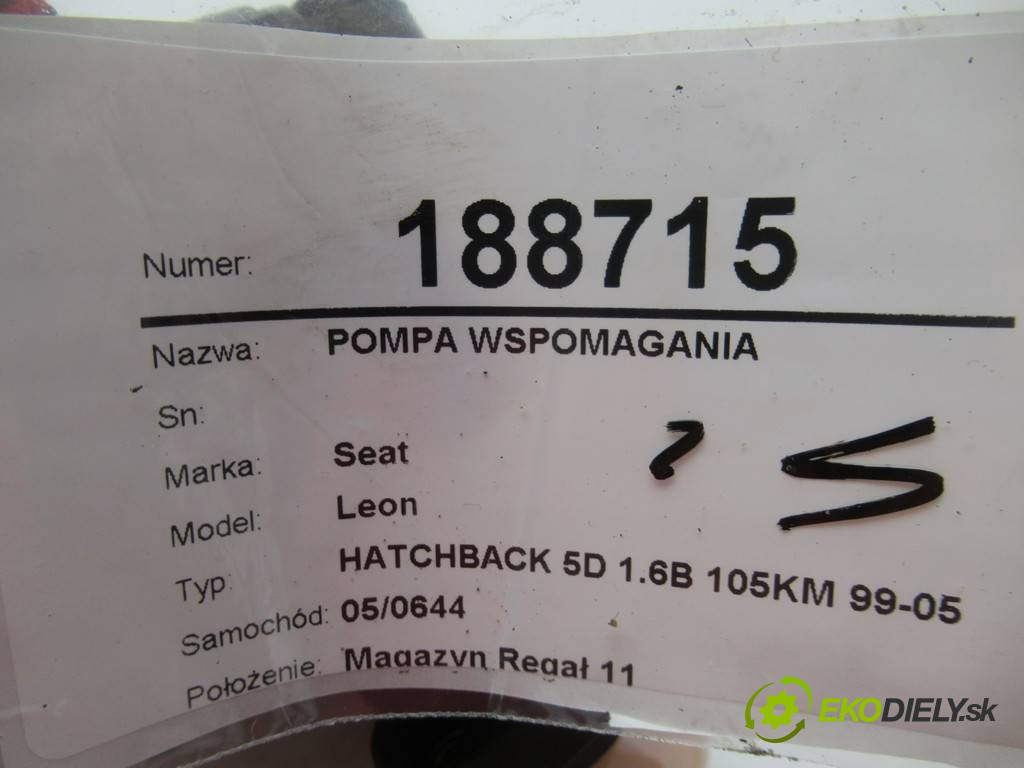 Numer: 188715
Nazwa: POMPA WSPOMAGANIA
Sn:
Marka: Seat
Model: Leon
Typ: HATCHBACK 5D 1.6B 105KM 99-05
Samochód: 05/0644
Położenie: Magazyn Regał 11
EKODIELY.sk